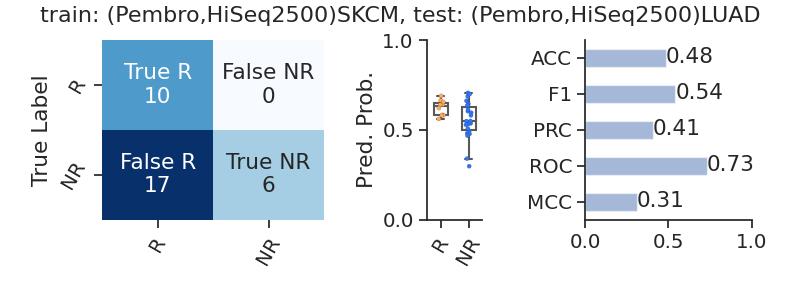 train: (Pembro,HiSeq2500)SKCM, test: (Pembro,HiSeq2500)LUAD
True Label
R
NR
True R
10
False NR
0
False R
17
True NR
6
R
NR
Pred. Prob.
1.0
0.5
0.0
R
NR
ACC
0.48
F1
0.54
PRC
0.41
ROC
0.73
MCC
0.31
0.0
0.5
1.0